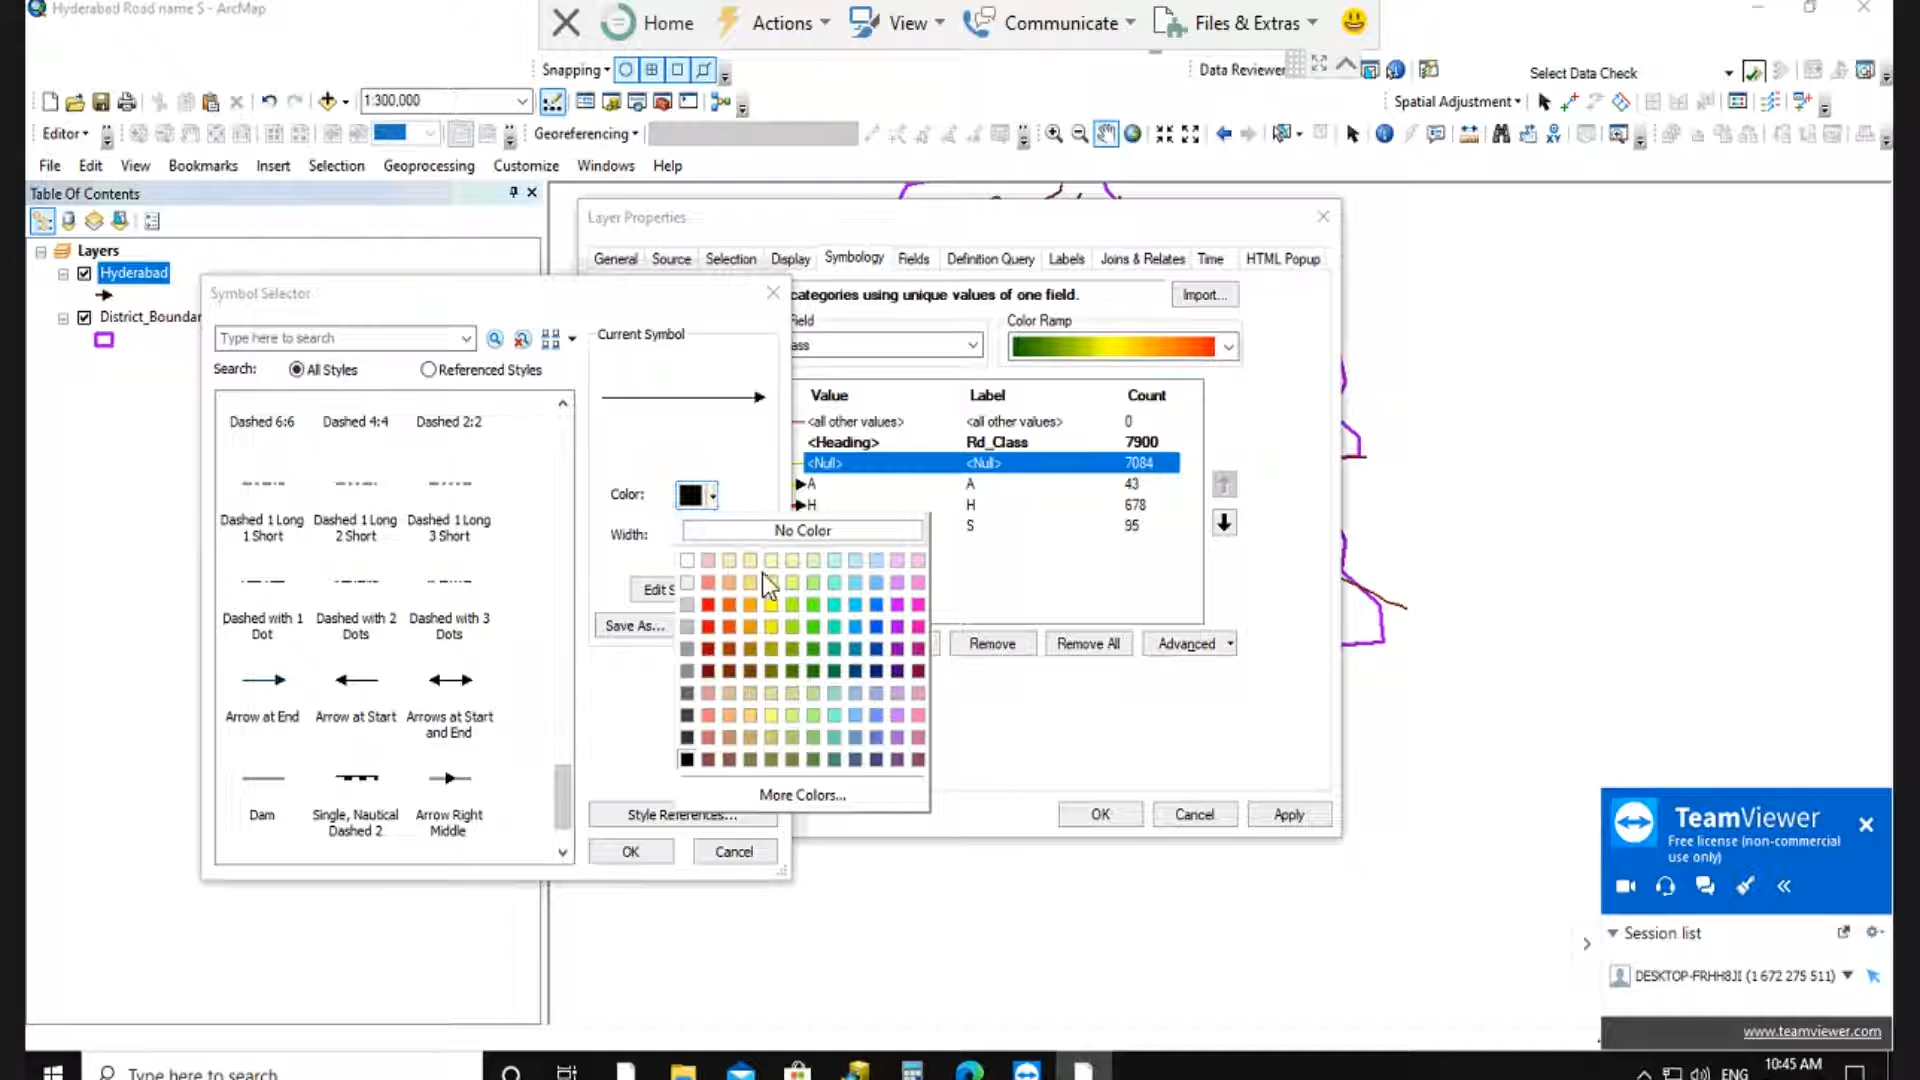 Hyderabad Road name S - ArcMap
Home Actions View Communicate Files & Extras
Snapping
Data Reviewer
Select Data Check
1:300,000
Spatial Adjustment
Editor
Georeferencing
File Edit View Bookmarks Insert Selection Geoprocessing Customize Windows Help
Table Of Contents
Layers
Hyderabad
District_Boundar
Layer Properties
General Source Selection Display Symbology Fields Definition Query Labels Joins & Relates Time HTML Popup
categories using unique values of one field.
Import...
Field
Color Ramp
ass
Value Label Count
<all other values> <all other values> 0
<Heading> Rd_Class 7900
<Null> <Null> 7084
A A 43
H H 678
S 95
Remove Remove All Advanced
OK Cancel Apply
Symbol Selector
Type here to search
Search: All Styles Referenced Styles
Current Symbol
Dashed 6:6 Dashed 4:4 Dashed 2:2
Dashed 1 Long Dashed 1 Long Dashed 1 Long
1 Short 2 Short 3 Short
Dashed with 1 Dashed with 2 Dashed with 3
Dot Dots Dots
Arrow at End Arrow at Start Arrows at Start
and End
Dam Single, Nautical Arrow Right
Dashed 2 Middle
Color:
Width:
Edit S
Save As...
Style References...
OK Cancel
No Color
More Colors...
TeamViewer
Free license (non-commercial
use only)
Session list
DESKTOP-FRHH8JI (1 672 275 511)
www.teamviewer.com
Type here to search
ENG
10:45 AM